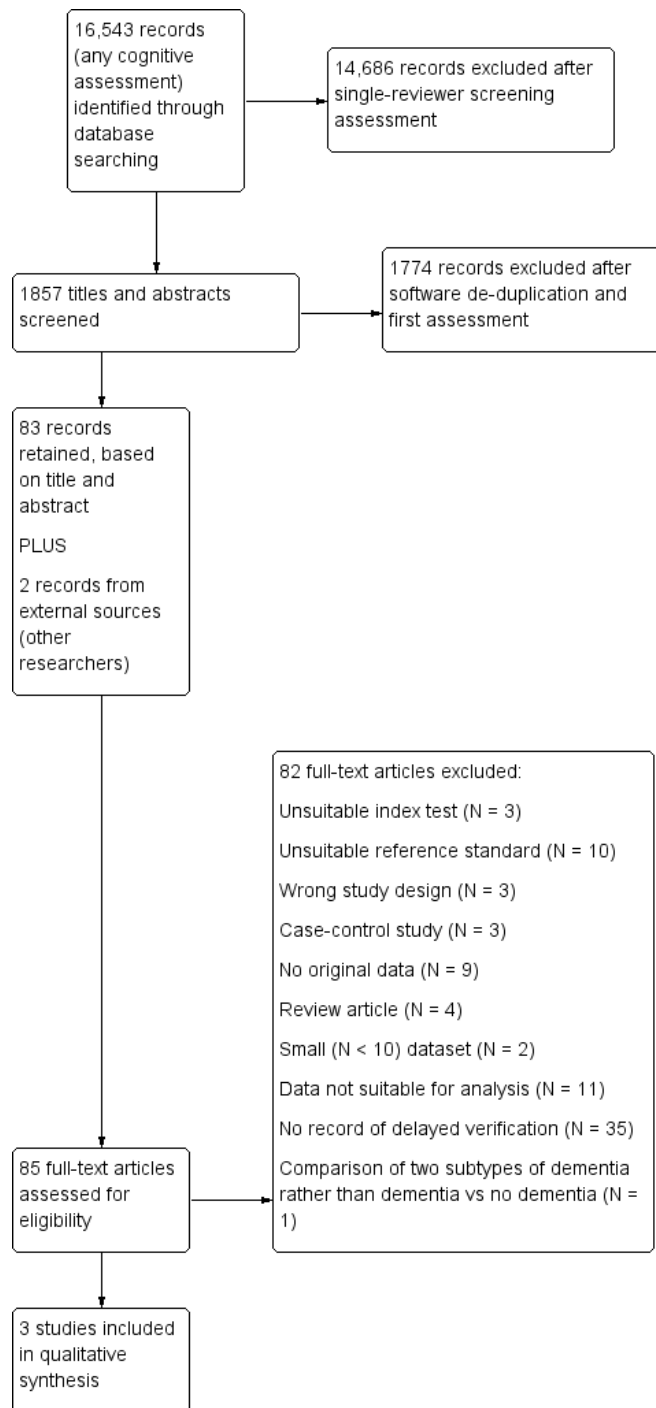 16,543 records
(any cognitive
assessment)
identified through
database
searching
14,686 records excluded after
single-reviewer screening
assessment
1857 titles and abstracts
screened
1774 records excluded after
software de-duplication and
first assessment
83 records
retained, based
on title and
abstract
PLUS
2 records from
external sources
(other
researchers)
82 full-text articles excluded:
Unsuitable index test (N = 3)
Unsuitable reference standard (N = 10)
Wrong study design (N = 3)
Case-control study (N = 3)
No original data (N = 9)
Review article (N = 4)
Small (N < 10) dataset (N = 2)
Data not suitable for analysis (N = 11)
No record of delayed verification (N = 35)
Comparison of two subtypes of dementia
rather than dementia vs no dementia (N =
1)
85 full-text articles
assessed for
eligibility
3 studies included
in qualitative
synthesis